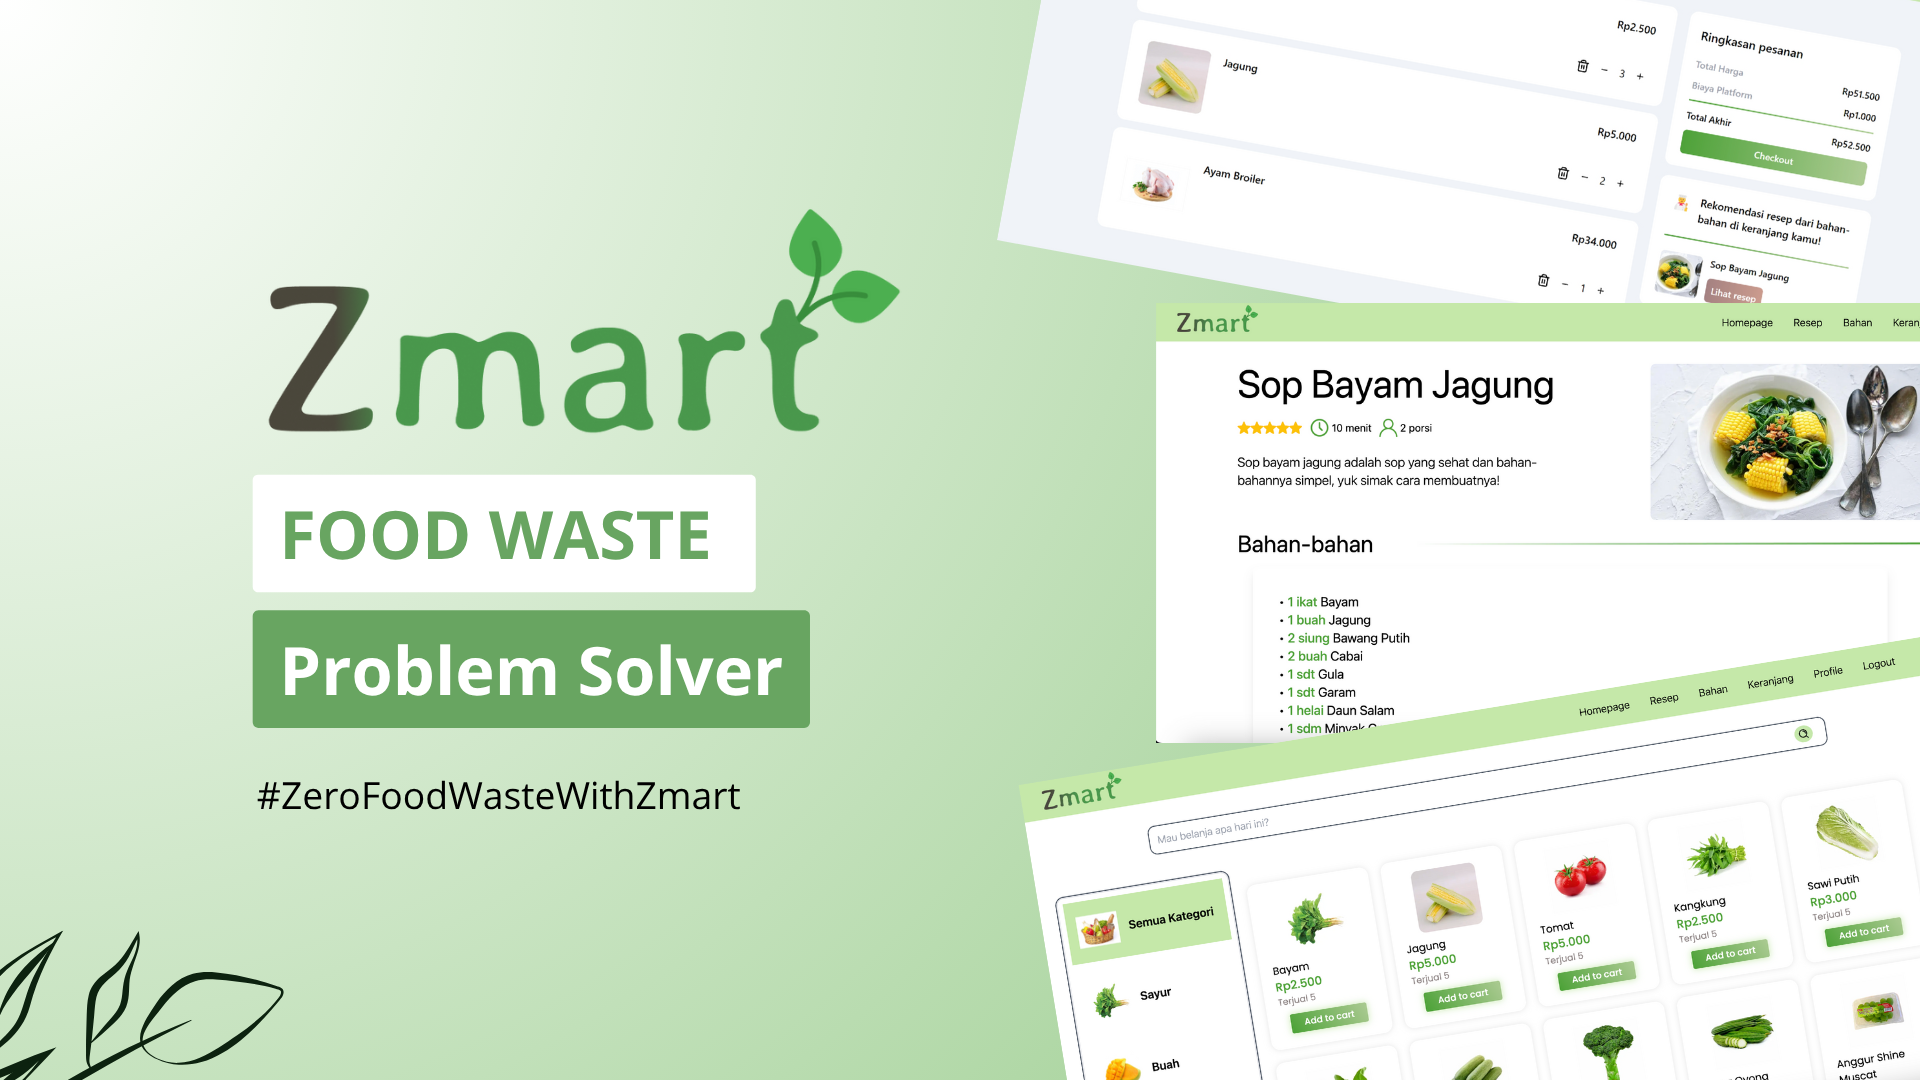 Zmart
FOOD WASTE
Problem Solver
#ZeroFoodWasteWithZmart
Rp2.500
3
Jagung
Rp5.000
2
Ayam Broiler
Rp34.000
1
Ringkasan pesanan
Total Harga
Rp51.500
Biaya Platform
Rp1.000
Total Akhir
Rp52.500
Checkout
Rekomendasi resep dari bahan-
bahan di keranjang kamu!
Sop Bayam Jagung
Lihat resep
Zmart
Homepage Resep Bahan
Sop Bayam Jagung
10 menit 2 porsi
Sop bayam jagung adalah sop yang sehat dan bahan-
bahannya simpel, yuk simak cara membuatnya!
Bahan-bahan
• 1 ikat Bayam
• 1 buah Jagung
• 2 siung Bawang Putih
• 2 buah Cabai
• 1 sdt Gula
• 1 sdt Garam
• 1 helai Daun Salam
• 1 sdm Minyak
Zmart
Homepage Resep Bahan Keranjang Profile Logout
Mau belanja apa hari ini?
Semua Kategori
Sayur
Buah
Bayam
Rp2.500
Terjual 5
Add to cart
Jagung
Rp5.000
Terjual 5
Add to cart
Tomat
Rp5.000
Terjual 5
Add to cart
Kangkung
Rp2.500
Terjual 5
Add to cart
Sawi Putih
Rp3.000
Terjual 5
Add to cart
Oyong
Anggur Shine
Muscat